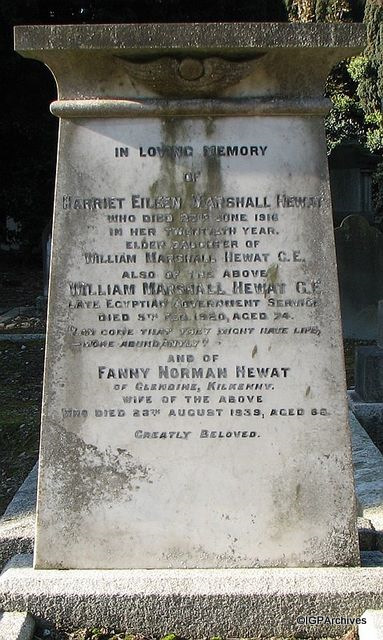 IN LOVING MEMORY
OF
HARRIET EILEEN MARSHALL HEWAT
WHO DIED JUNE 1916
IN HER TWENTIETH YEAR.
ELDER DAUGHTER OF
WILLIAM MARSHALL HEWAT C.E.
ALSO OF THE ABOVE
WILLIAM MARSHALL HEWAT C.E.
LATE EGYPTIAN GOVERNMENT SERVICE
DIED 5TH FEB. 1920, AGED 74.
COME THAT THEY MIGHT HAVE LIFE,
MORE ABUNDANTLY"
AND OF
FANNY NORMAN HEWAT
OF GLENDINE, KILKENNY.
WIFE OF THE ABOVE
WHO DIED 28TH AUGUST 1939, AGED
GREATLY BELOVED.
©IGPArchives